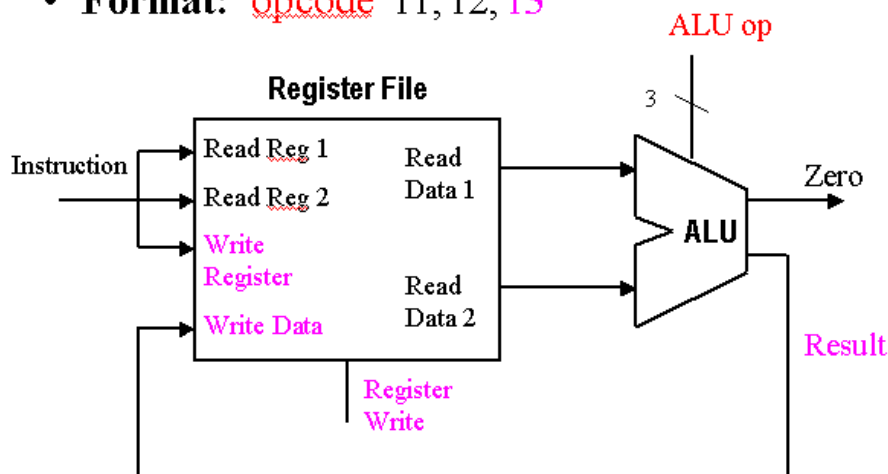 • Format: opcode r1, r2, r3
ALU op
3
Register File
Instruction
Read Reg 1
Read Reg 2
Write
Register
Write Data
Read
Data 1
Read
Data 2
ALU
Zero
Result
Register
Write